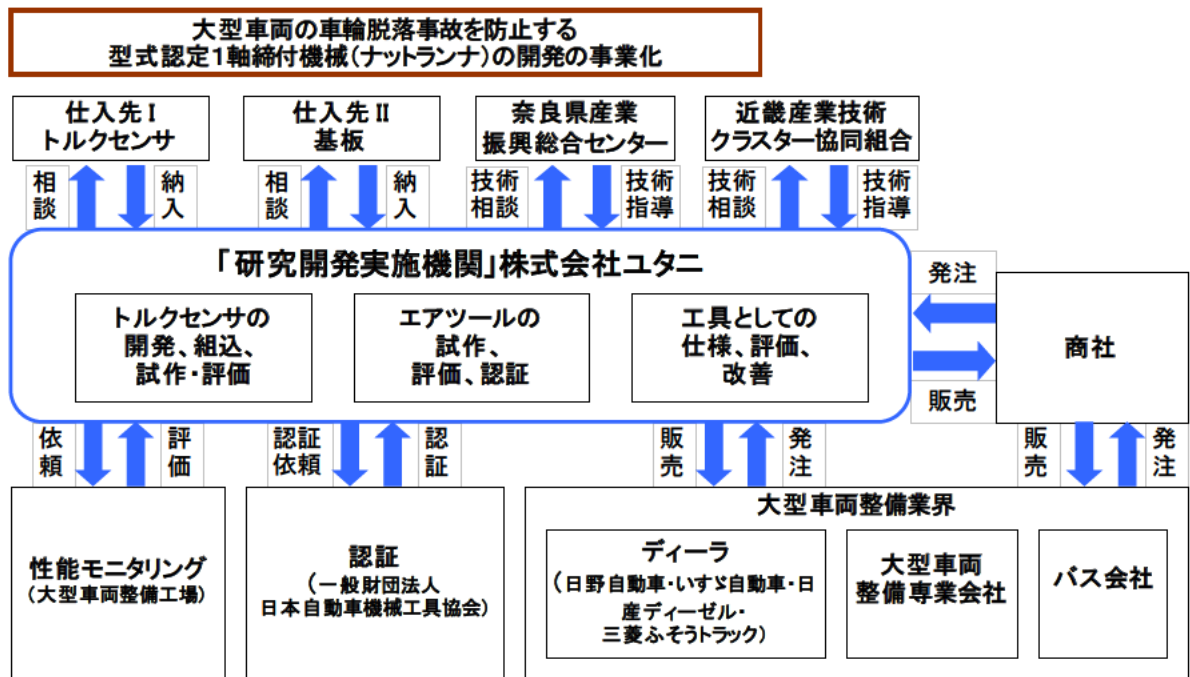 大型車両の車輪脱落事故を防止する
型式認定1軸締付機械(ナットランナ)の開発の事業化
仕入先Ⅰ
トルクセンサ
仕入先Ⅱ
基板
奈良県産業
振興総合センター
近畿産業技術
クラスター協同組合
相談
納入
相談
納入
技術
相談
技術
指導
技術
相談
技術
指導
「研究開発実施機関」株式会社ユタニ
トルクセンサの
開発、組込、
試作・評価
エアツールの
試作、
評価、認証
工具としての
仕様、評価、
改善
発注
販売
商社
依頼
評価
認証
依頼
認証
販売
発注
販売
発注
性能モニタリング
(大型車両整備工場)
認証
(一般財団法人
日本自動車機械工具協会)
大型車両整備業界
ディーラ
(日野自動車・いすゞ自動車・日
産ディーゼル・
三菱ふそうトラック)
大型車両
整備専業会社
バス会社